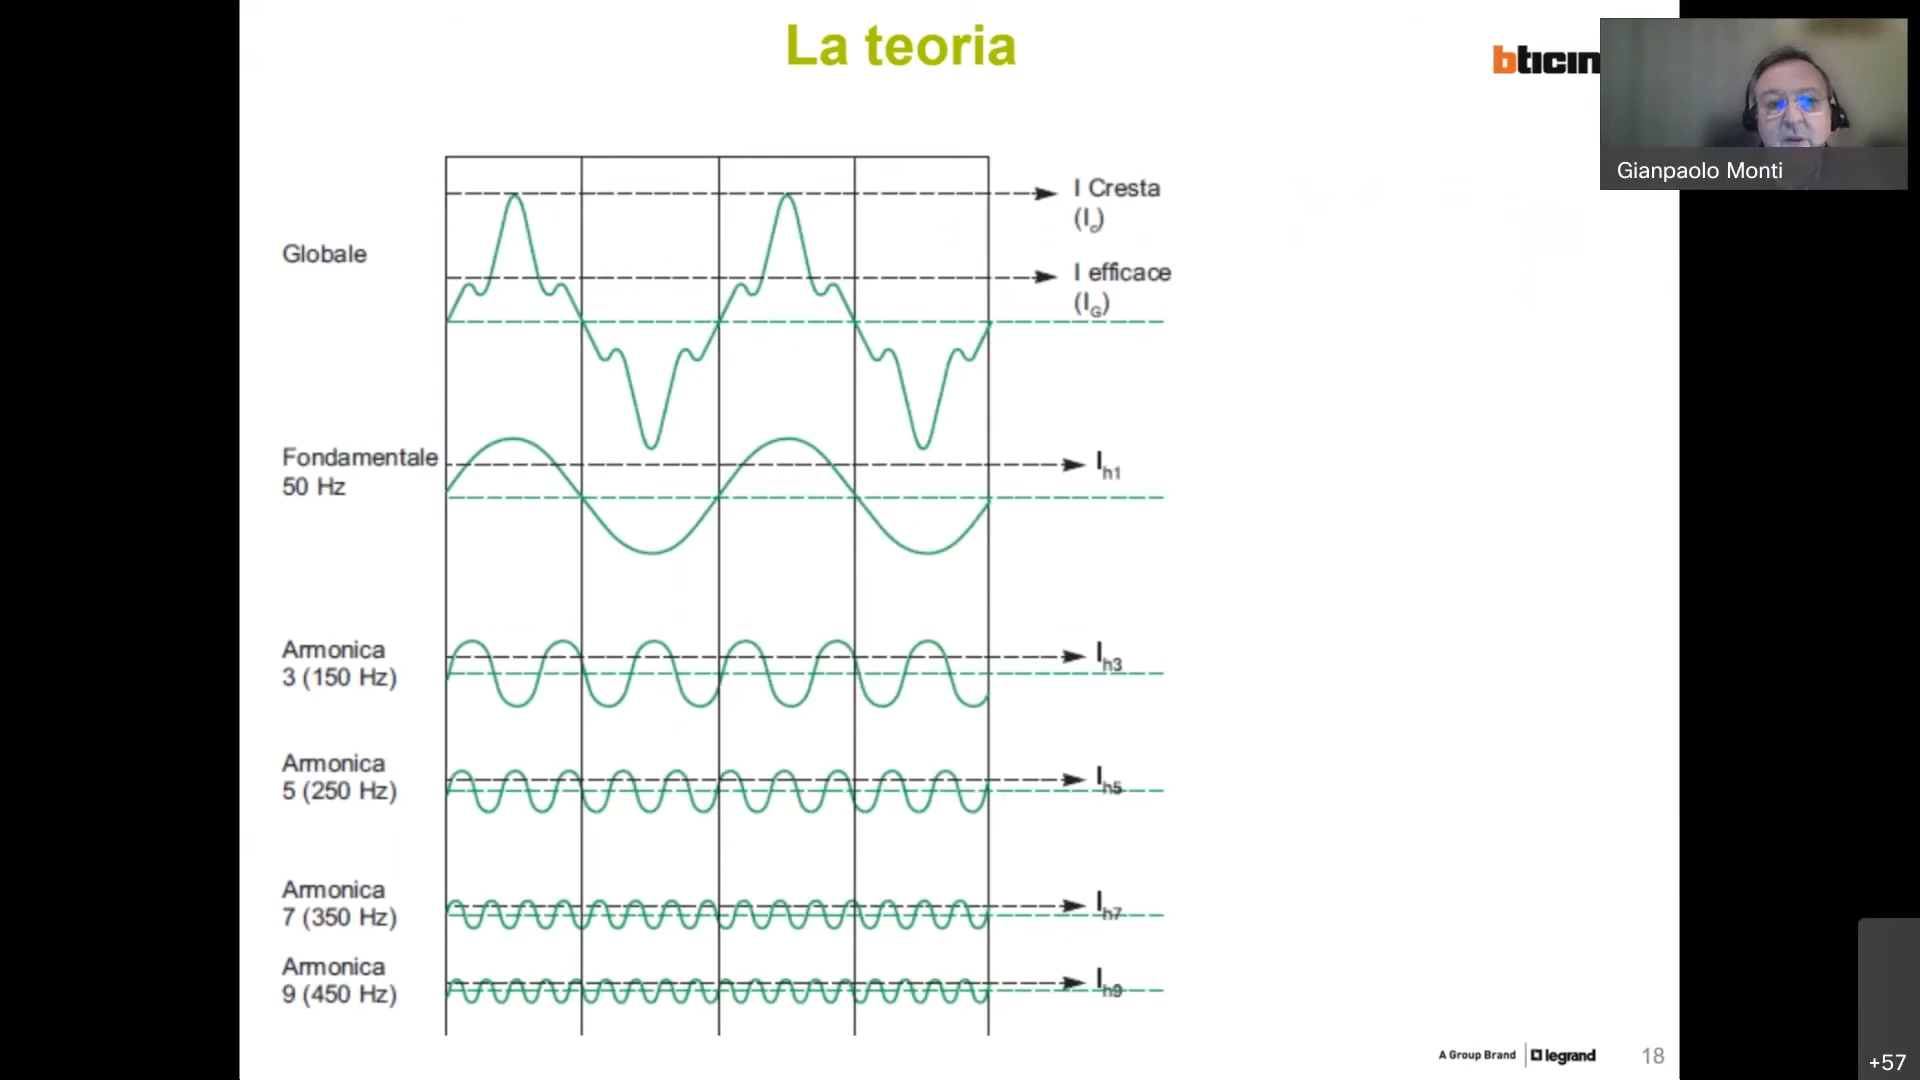 La teoria
bticin
Gianpaolo Monti
Globale
I Cresta
(Ic)
I efficace
(IG)
Fondamentale
50 Hz
Ih1
Armonica
3 (150 Hz)
Ih3
Armonica
5 (250 Hz)
Ih5
Armonica
7 (350 Hz)
Ih7
Armonica
9 (450 Hz)
Ih9
A Group Brand
legrand
18
+57